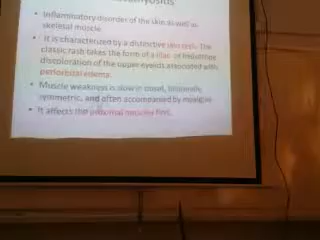 • Inflammatory disorder of the skin as well as
skeletal muscle
• It is characterized by a distinctive skin rash. The
classic rash takes the form of a lilac or heliotrope
discoloration of the upper eyelids associated with
periorbital edema.
• Muscle weakness is slow in onset, bilaterally
symmetric, and often accompanied by myalgias
• It affects the proximal muscles first.